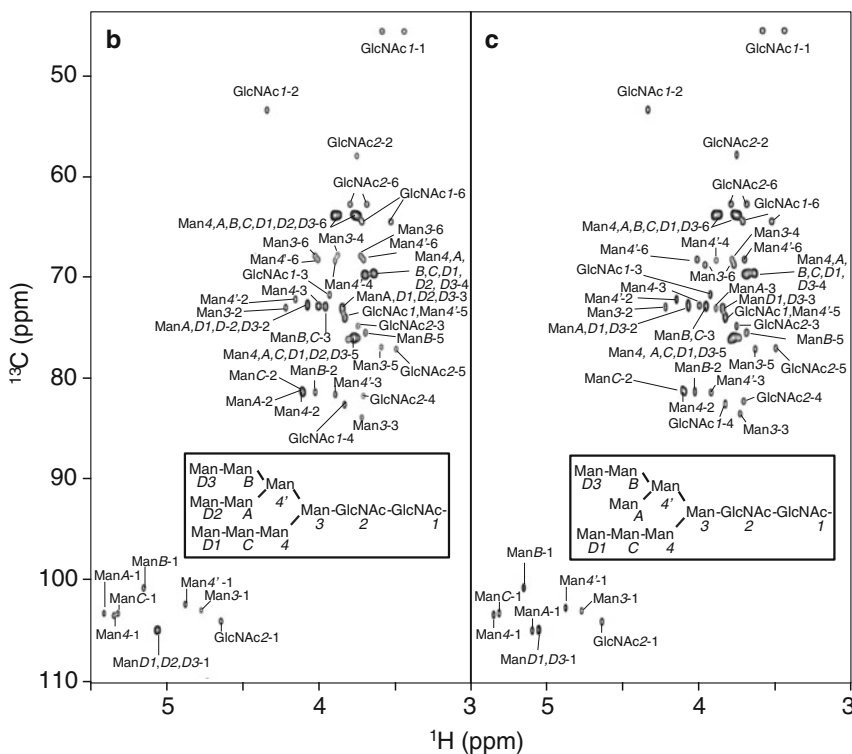 b
GlcNAc1-1
GlcNAc1-2
GlcNAc2-2
GlcNAc2-6
GlcNAc1-6
Man4,A,B,C,D1,D2,D3-6
Man3-6
Man3-4
Man3-6
Man4'-6
Man4'-6
Man4,A,
B,C,D1,
D2, D3-4
GlcNAc1-3
Man4'-4
Man4-3
Man4'-2
ManA,D1,D2,D3-3
Man3-2
GlcNAc1,Man4'-5
ManA,D1,D-2,D3-2
ManB,C-3
GlcNAc2-3
ManB-5
Man4,A,C,D1,D2,D3-5
Man3-5
GlcNAc2-5
ManC-2
ManB-2
Man4'-3
ManA-2
Man4-2
GlcNAc2-4
GlcNAc1-4
Man3-3
Man-Man
D3 B
Man
4'
Man-Man
D2 A
Man-GlcNAc-GlcNAc-
3 2 1
Man-Man-Man
D1 C 4
ManB-1
ManA-1
ManC-1
Man4'-1
Man3-1
Man4-1
GlcNAc2-1
ManD1,D2,D3-1
c
GlcNAc1-1
GlcNAc1-2
GlcNAc2-2
GlcNAc2-6
GlcNAc1-6
Man4,A,B,C,D1,D2,D3-6
Man4'-4
Man3-4
Man4'-6
Man4'-6
Man3-6
Man4,A,
B,C,D1,
D2,D3-4
GlcNAc1-3
ManA-3
Man4-3
Man4'-2
ManD1,D3-3
Man3-2
GlcNAc1,Man4'-5
ManA,D1,D3-2
ManB,C-3
GlcNAc2-3
ManB-5
Man4, A,C,D1,D3-5
Man3-5
GlcNAc2-5
ManB-2
ManC-2
Man4'-3
Man4-2
GlcNAc2-4
GlcNAc1-4
Man3-3
Man-Man
D3 B
Man
4'
Man
A
Man-GlcNAc-GlcNAc-
3 2 1
Man-Man-Man
D1 C 4
ManB-1
ManC-1
Man4'-1
ManA-1
Man3-1
Man4-1
GlcNAc2-1
ManD1,D3-1
50
60
70
80
90
100
110
¹³C (ppm)
5 4 3 5 4 3
¹H (ppm)